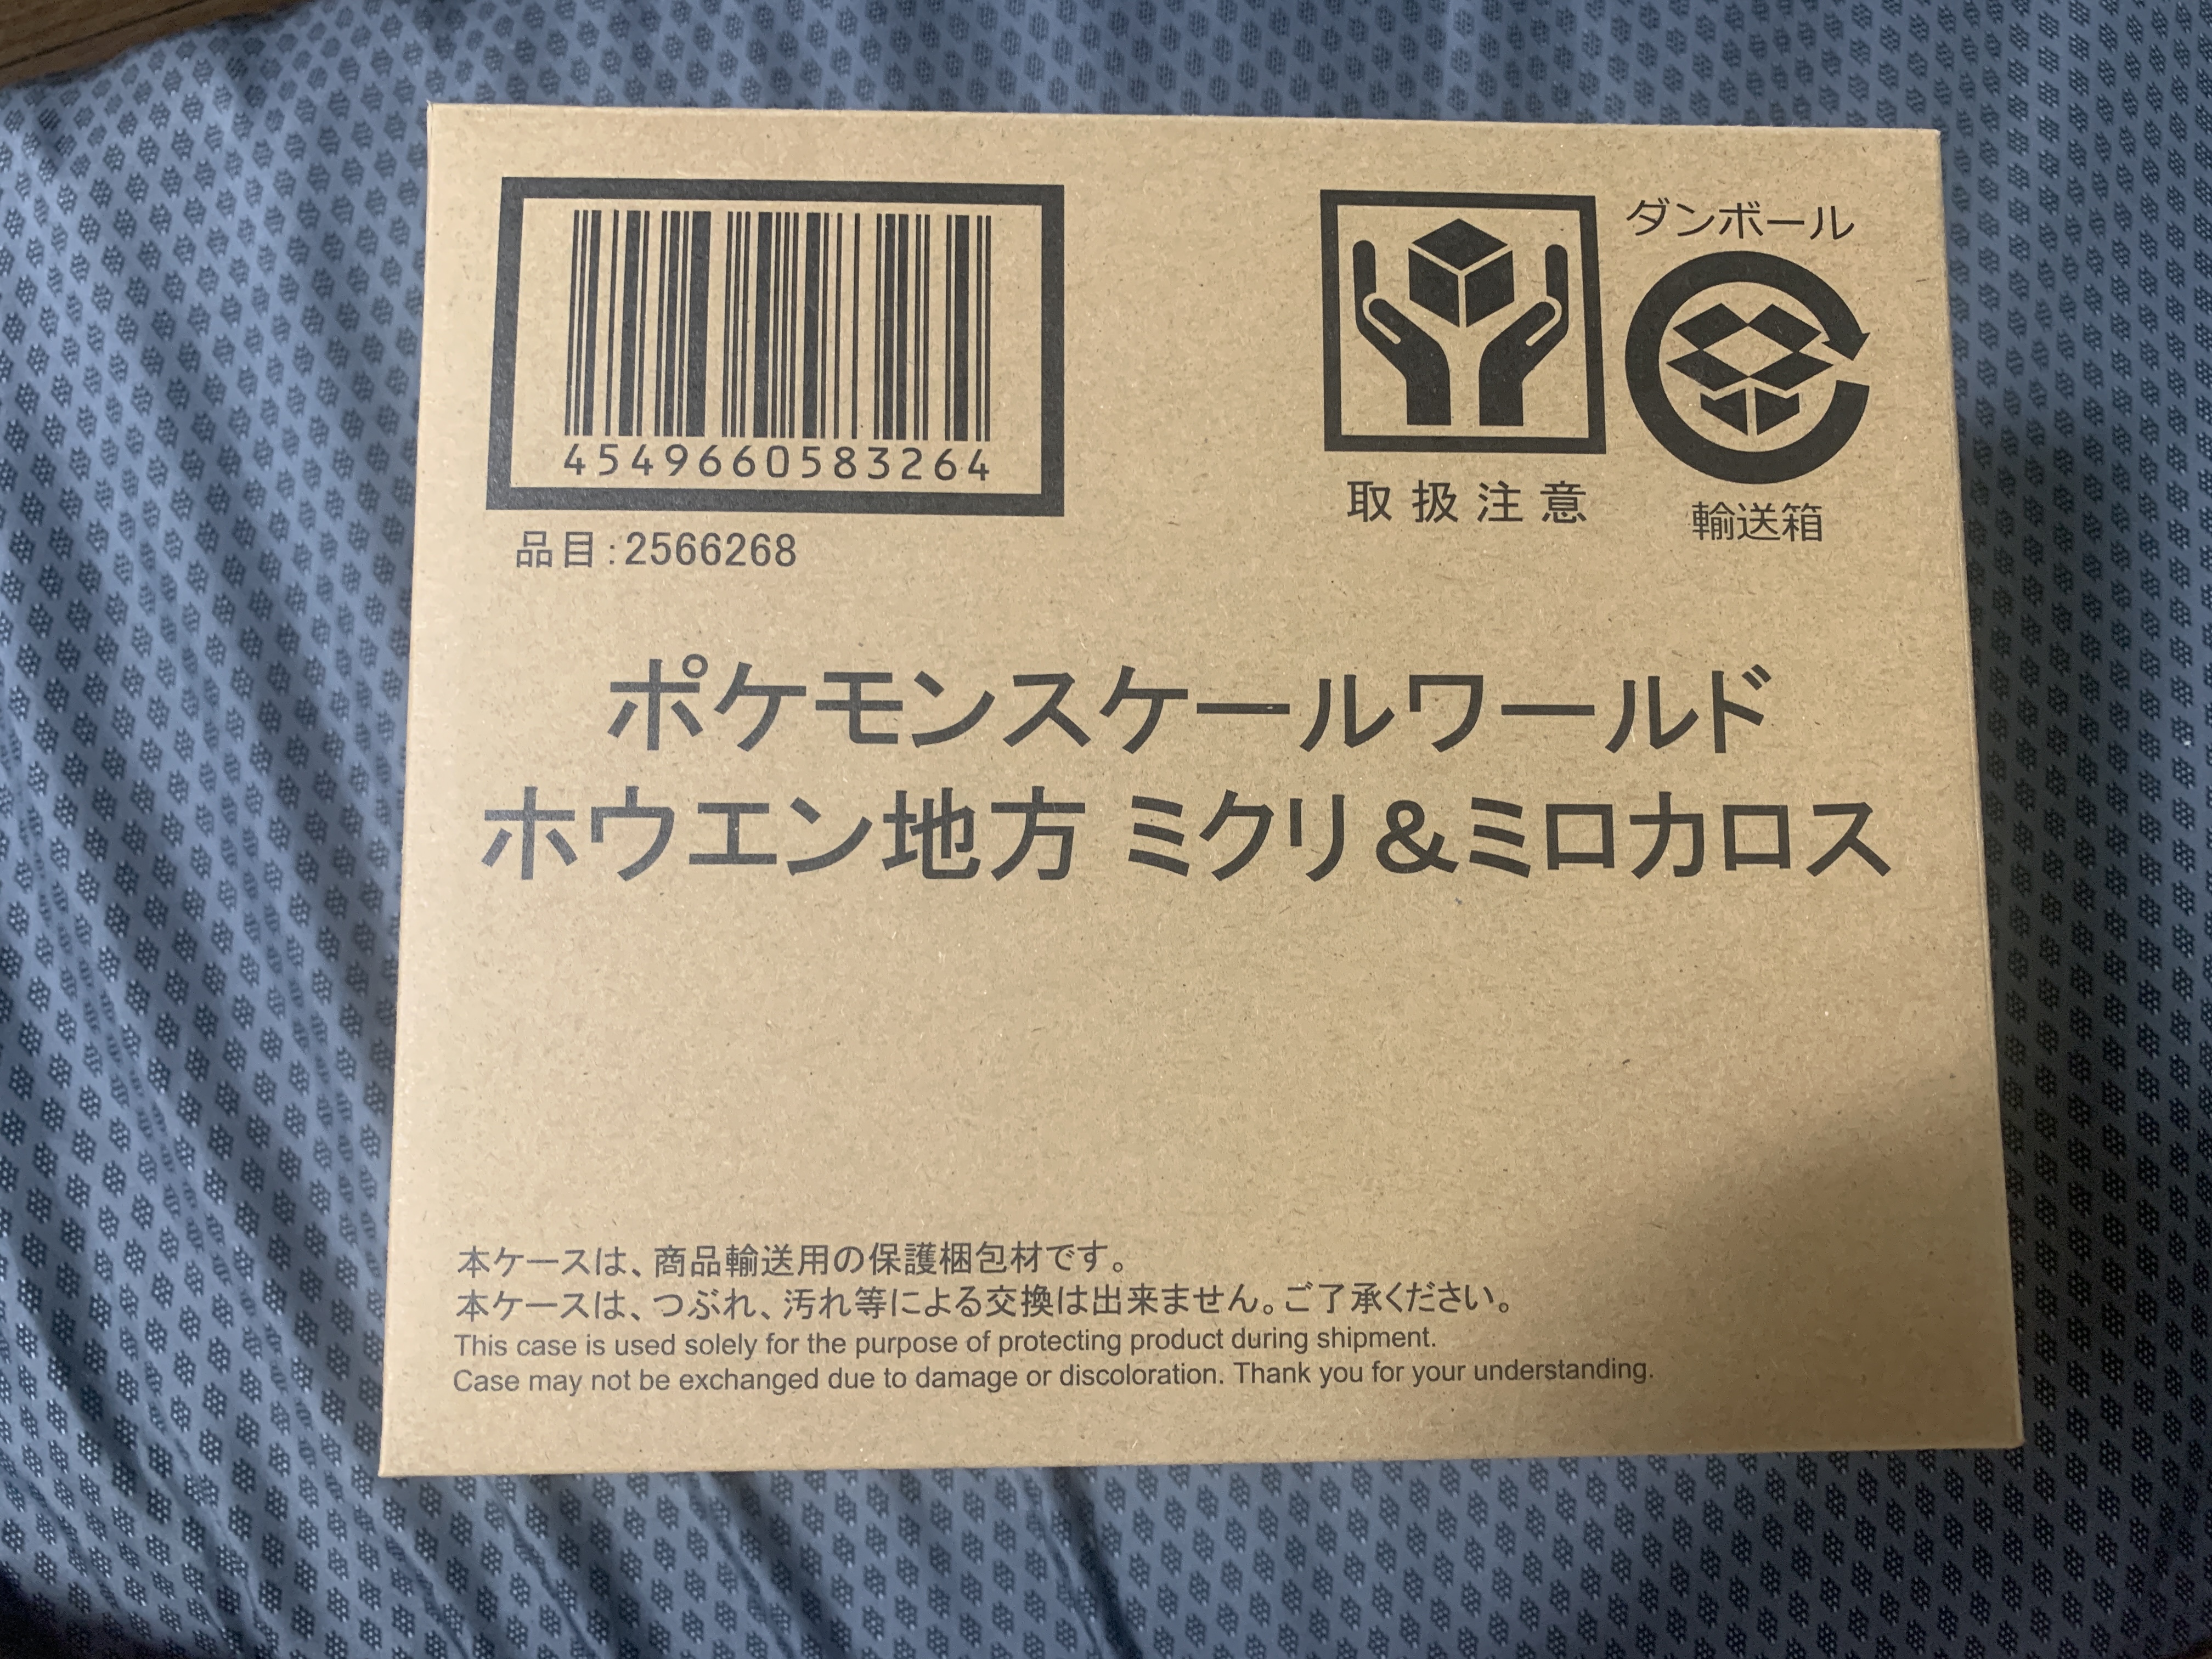 4549660583264
品目:2566268
取扱注意
ダンボール
輸送箱
ポケモンスケールワールド
ホウエン地方 ミクリ&ミロカロス
本ケースは、商品輸送用の保護梱包材です。
本ケースは、つぶれ、汚れ等による交換は出来ません。ご了承ください。
This case is used solely for the purpose of protecting product during shipment.
Case may not be exchanged due to damage or discoloration. Thank you for your understanding.